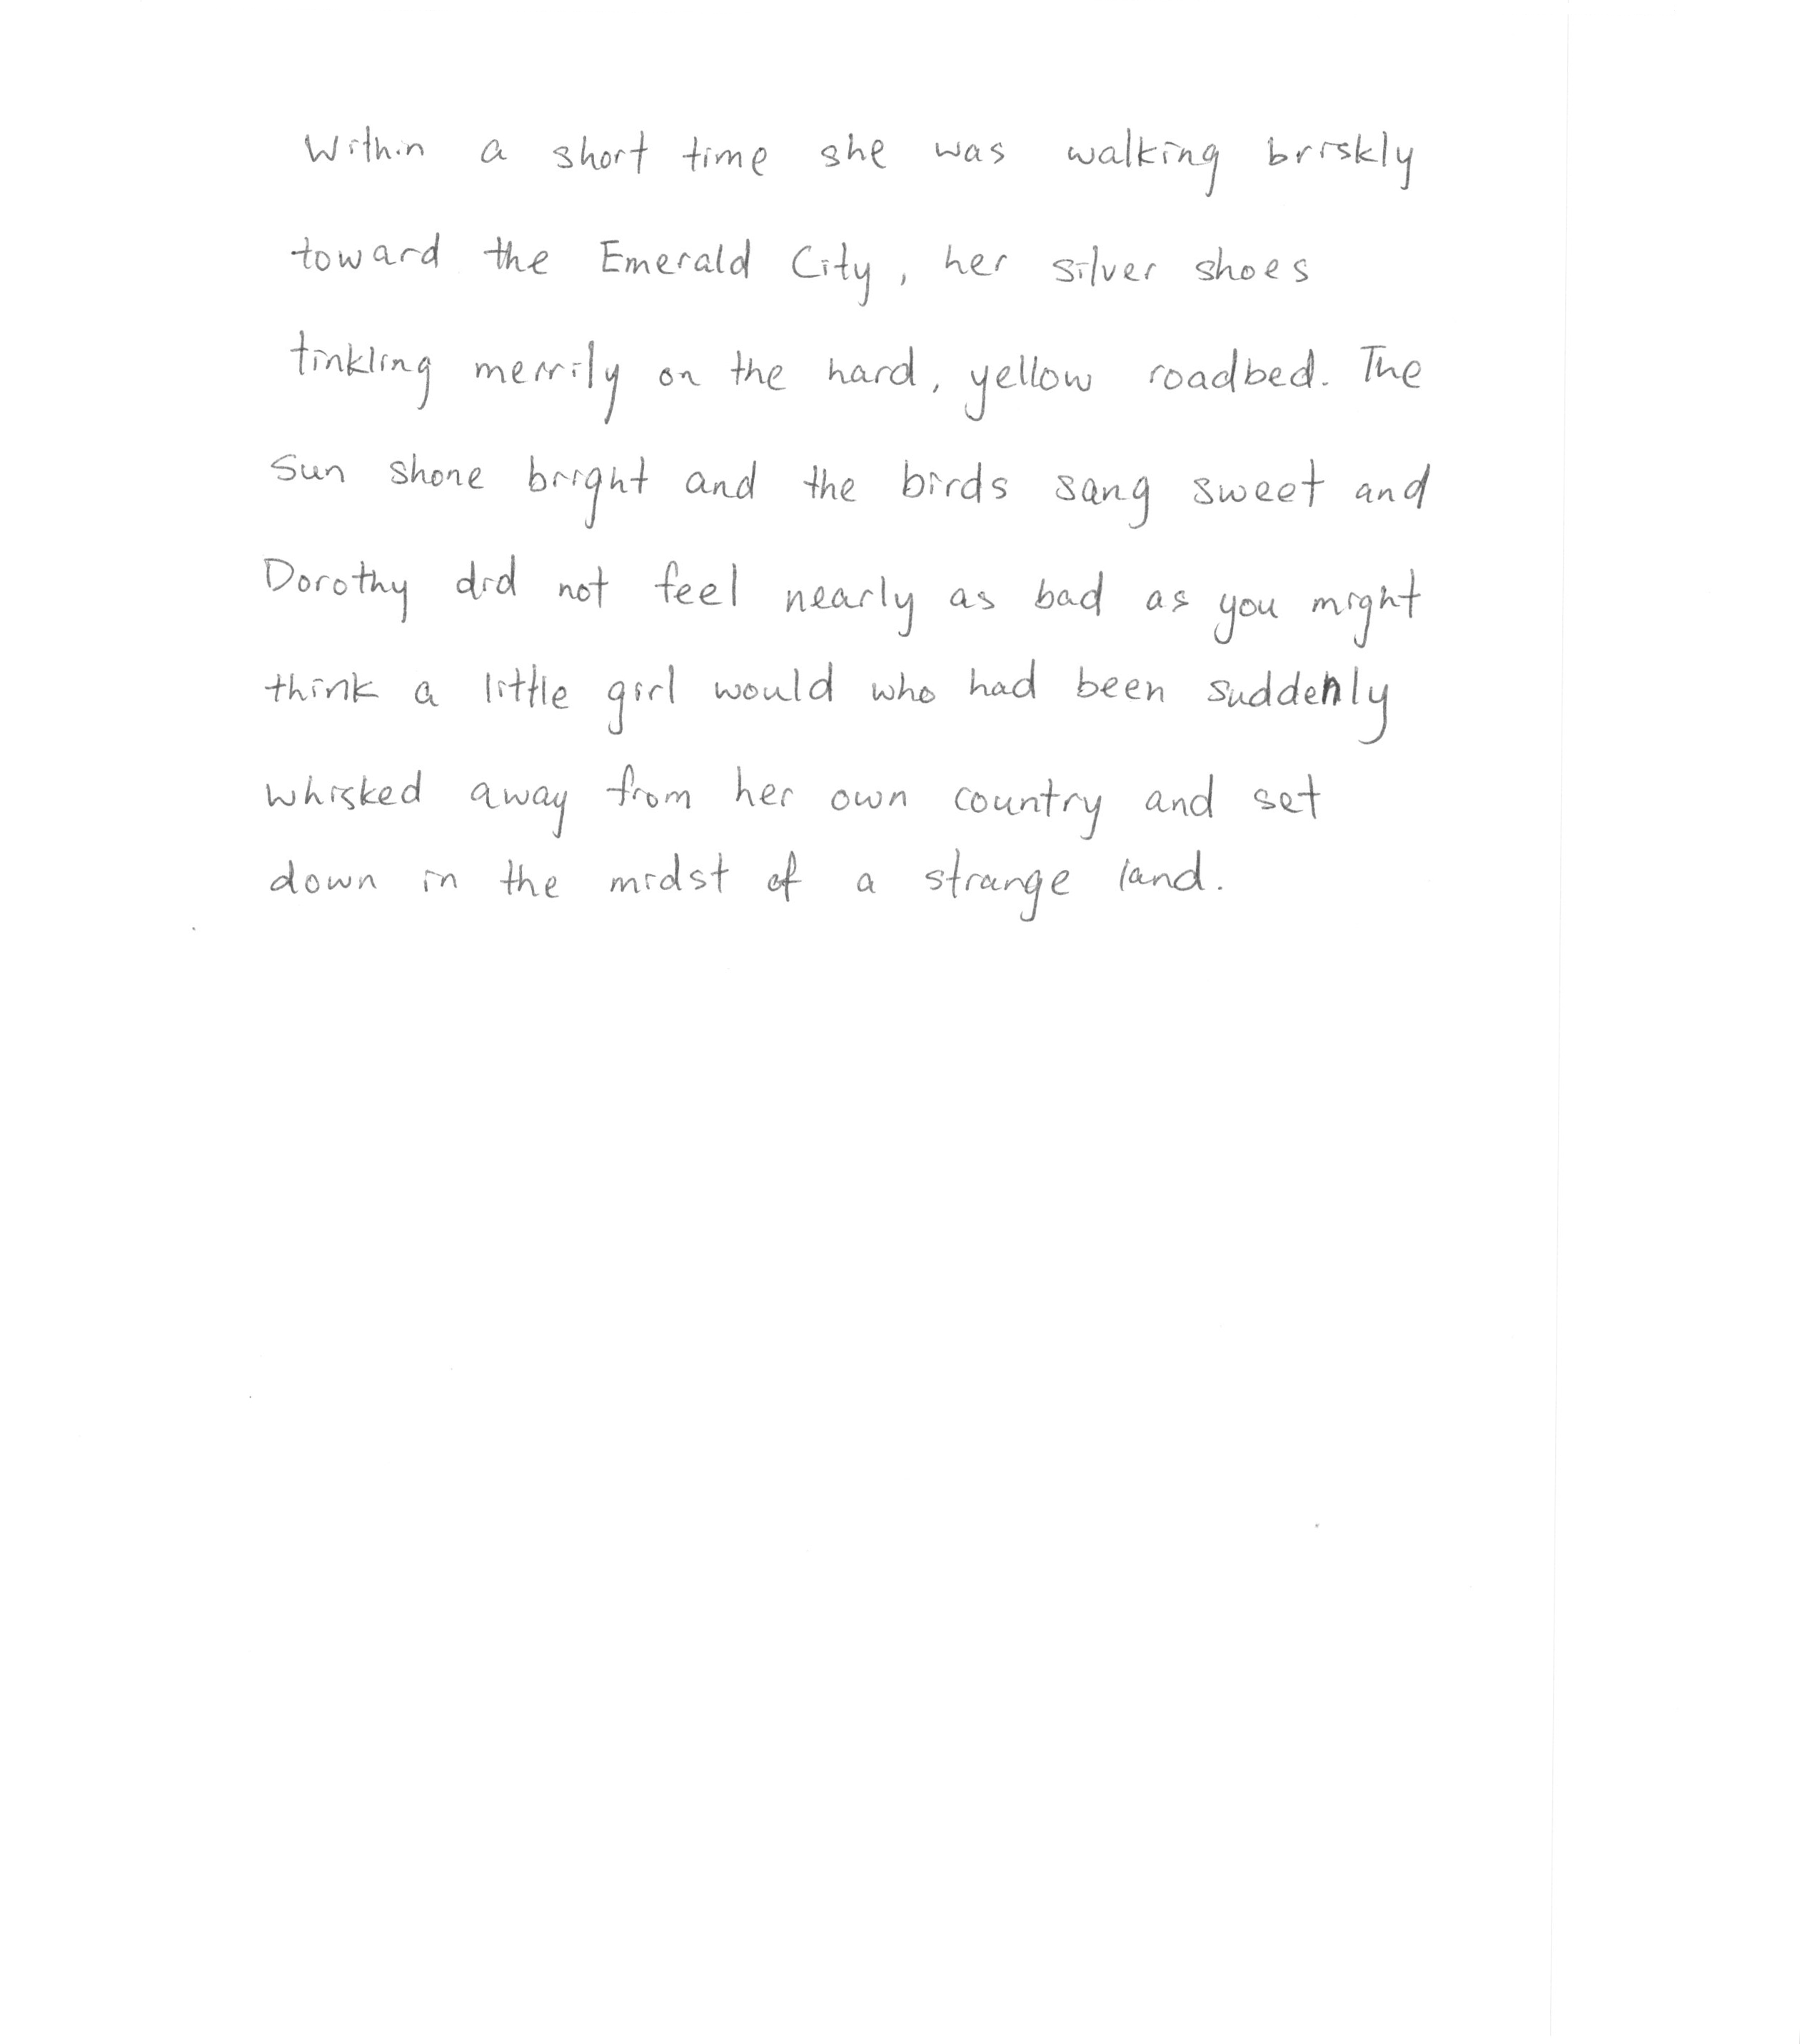 Within a short time she was walking briskly
toward the Emerald City, her silver shoes
tinkling merrily on the hard, yellow roadbed. The
sun shone bright and the birds sang sweet and
Dorothy did not feel nearly as bad as you might
think a little girl would who had been suddenly
whisked away from her own country and set
down in the midst of a strange land.